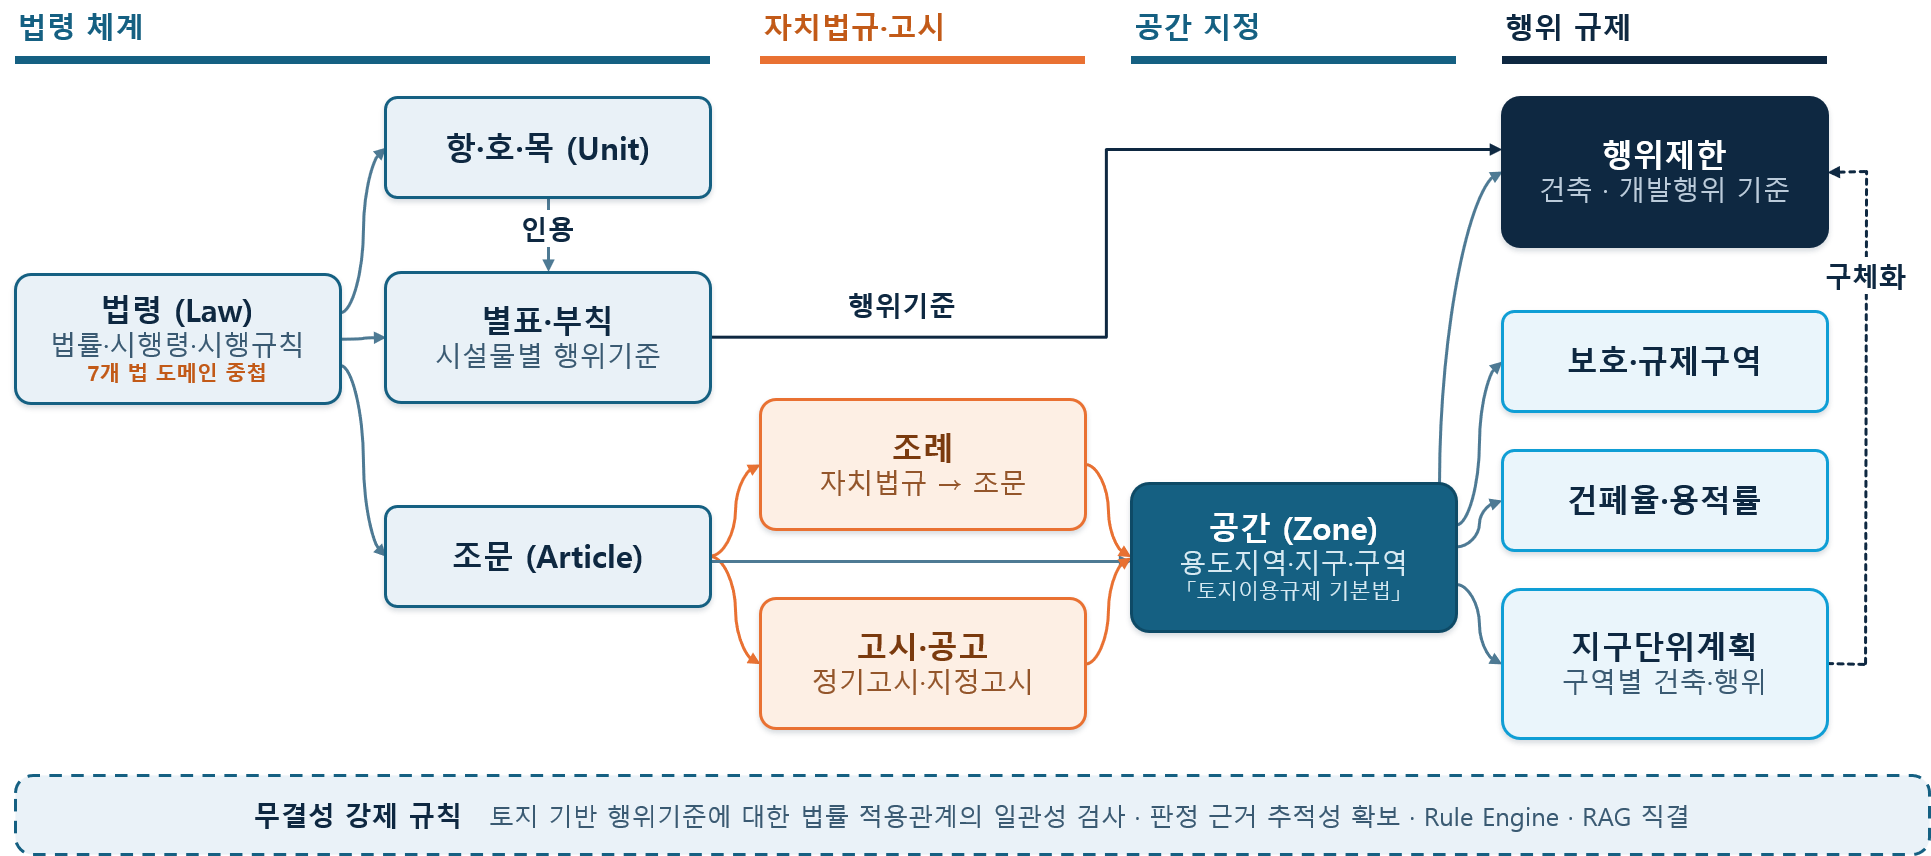 법령 체계
자치법규·고시
공간 지정
행위 규제
항·호·목 (Unit)
인용
법령 (Law)
법률·시행령·시행규칙
7개 법 도메인 중첩
별표·부칙
시설물별 행위기준
행위기준
조문 (Article)
조례
자치법규 → 조문
고시·공고
정기고시·지정고시
공간 (Zone)
용도지역·지구·구역
「토지이용규제 기본법」
행위제한
건축 · 개발행위 기준
구체화
보호·규제구역
건폐율·용적률
지구단위계획
구역별 건축·행위
무결성 강제 규칙 토지 기반 행위기준에 대한 법률 적용관계의 일관성 검사 · 판정 근거 추적성 확보 · Rule Engine · RAG 직결